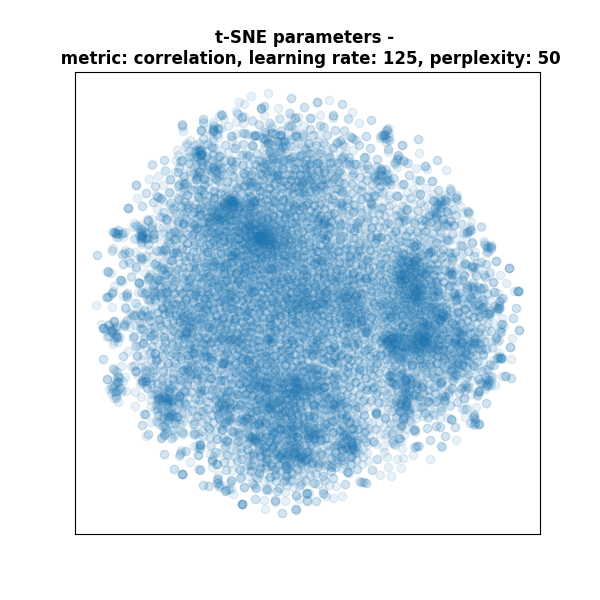 t-SNE parameters -
metric: correlation, learning rate: 125, perplexity: 50